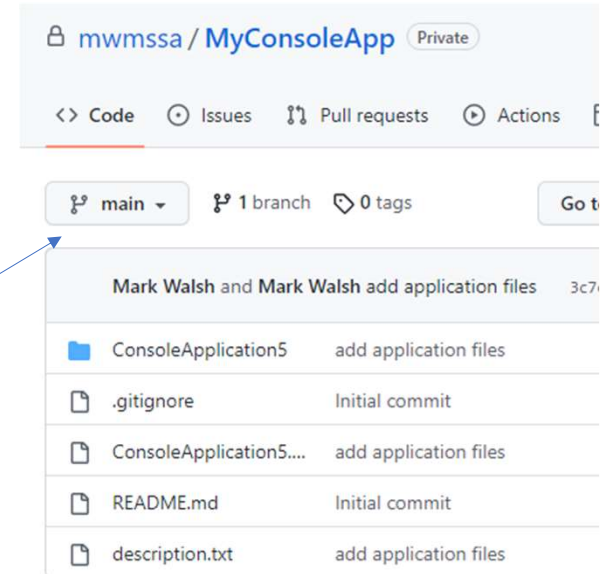 mwmssa / MyConsoleApp Private
<> Code Issues Pull requests Actions
main 1 branch 0 tags Go
Mark Walsh and Mark Walsh add application files
ConsoleApplication5 add application files
.gitignore Initial commit
ConsoleApplication5.... add application files
README.md Initial commit
description.txt add application files